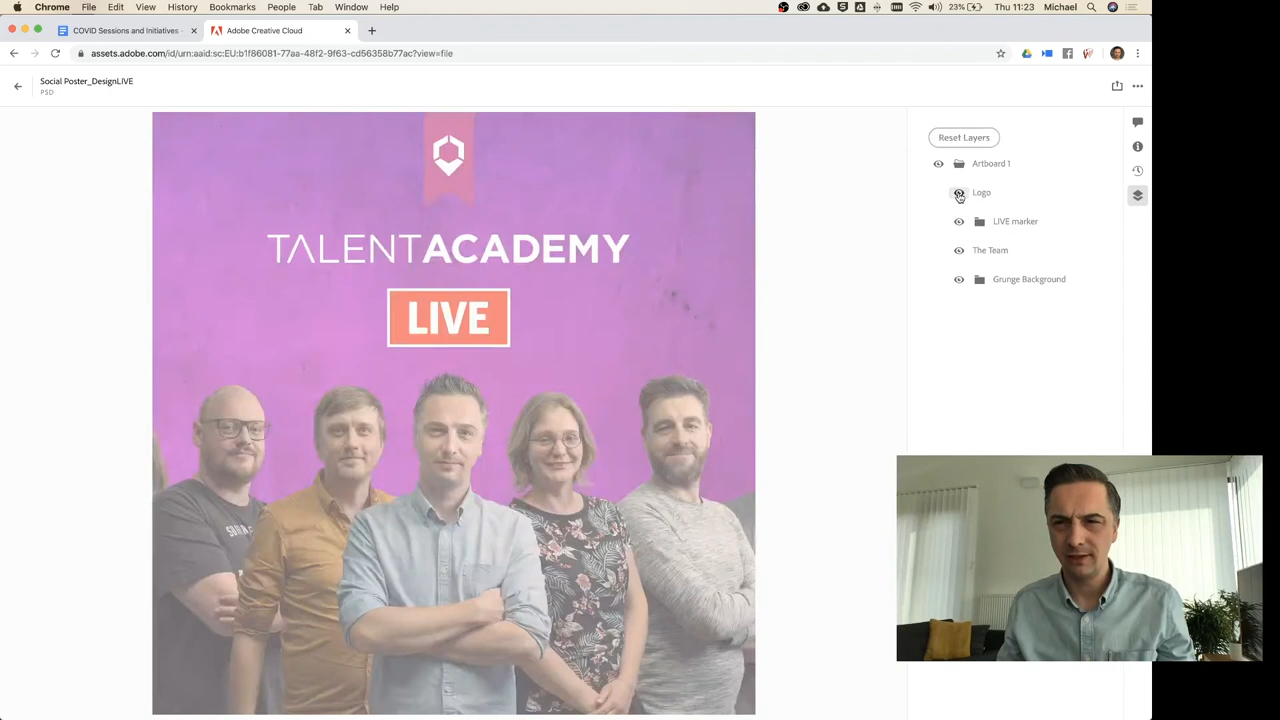 Chrome File Edit View History Bookmarks People Tab Window Help
23% Thu 11:23 Michael
COVID Sessions and Initiatives
Adobe Creative Cloud
assets.adobe.com/id/urn:aaid:sc:EU:b1f86081-77aa-48f2-9f63-cd56358b77ac?view=file
Social Poster_DesignLIVE
PSD
Reset Layers
Artboard 1
Logo
LIVE marker
The Team
Grunge Background
TALENTACADEMY
LIVE